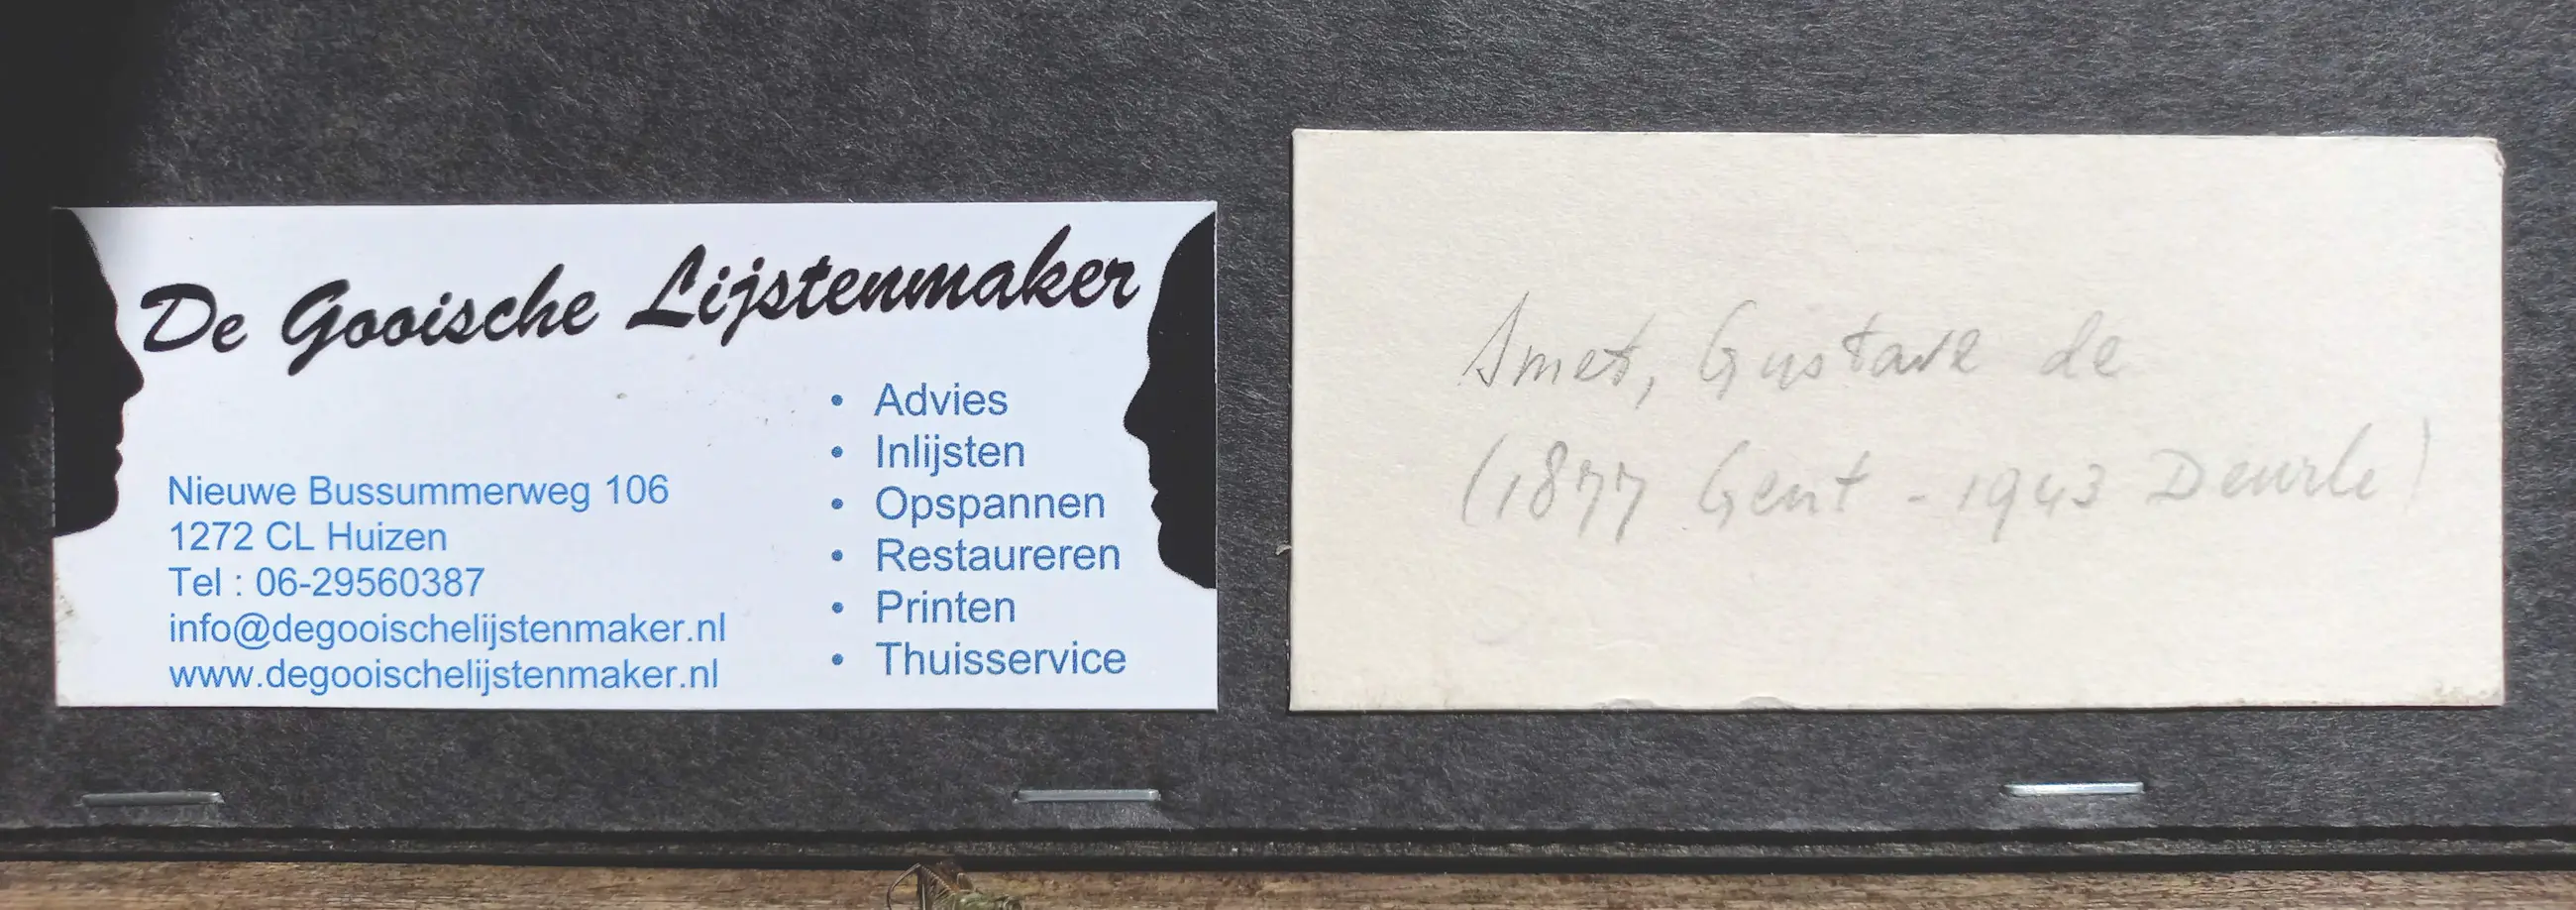 De Gooische Lijstenmaker
Nieuwe Bussummerweg 106
1272 CL Huizen
Tel : 06-29560387
info@degooischelijstenmaker.nl
www.degooischelijstenmaker.nl
• Advies
• Inlijsten
• Opspannen
• Restaureren
• Printen
• Thuisservice
Smet, Gustave de
(1877 Gent - 1943 Deurle)